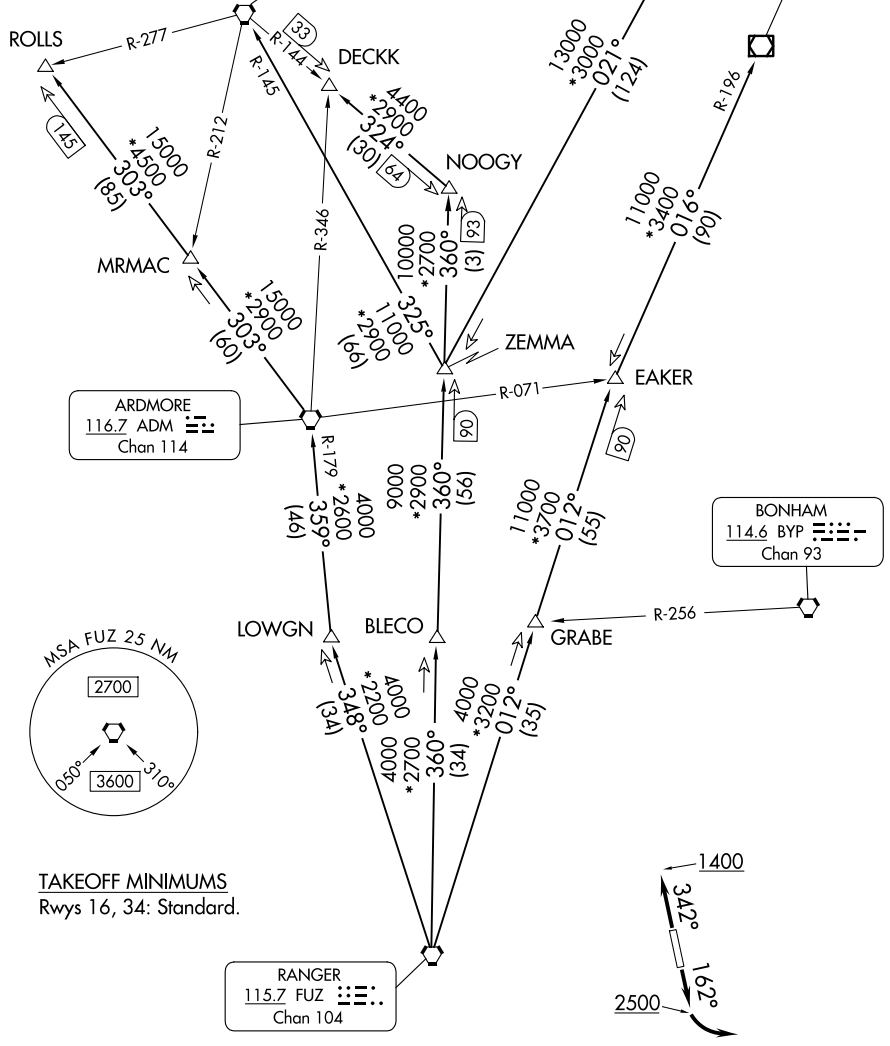 ROLLS
R-277
33
R-144
DECKK
R-145
13000
*3000
021°
(124)
R-196
145
15000
*4500
303°
(85)
R-212
4400
*2900
324°
(30)
64
NOOGY
93
R-346
10000
*2700
360°
(3)
11000
*3400
016°
(90)
MRMAC
15000
*2900
303°
(60)
325°
11000
*2900
(66)
ZEMMA
EAKER
R-071
ARDMORE
116.7 ADM
Chan 114
90
90
R-179
4000
*2600
359°
(46)
9000
*2900
360°
(56)
11000
*3700
012°
(55)
BONHAM
114.6 BYP
Chan 93
R-256
LOWGN
BLECO
GRABE
MSA FUZ 25 NM
2700
050°
310°
3600
4000
*2200
348°
(34)
4000
*2700
360°
(34)
4000
*3200
012°
(35)
TAKEOFF MINIMUMS
Rwys 16, 34: Standard.
1400
342°
162°
2500
RANGER
115.7 FUZ
Chan 104